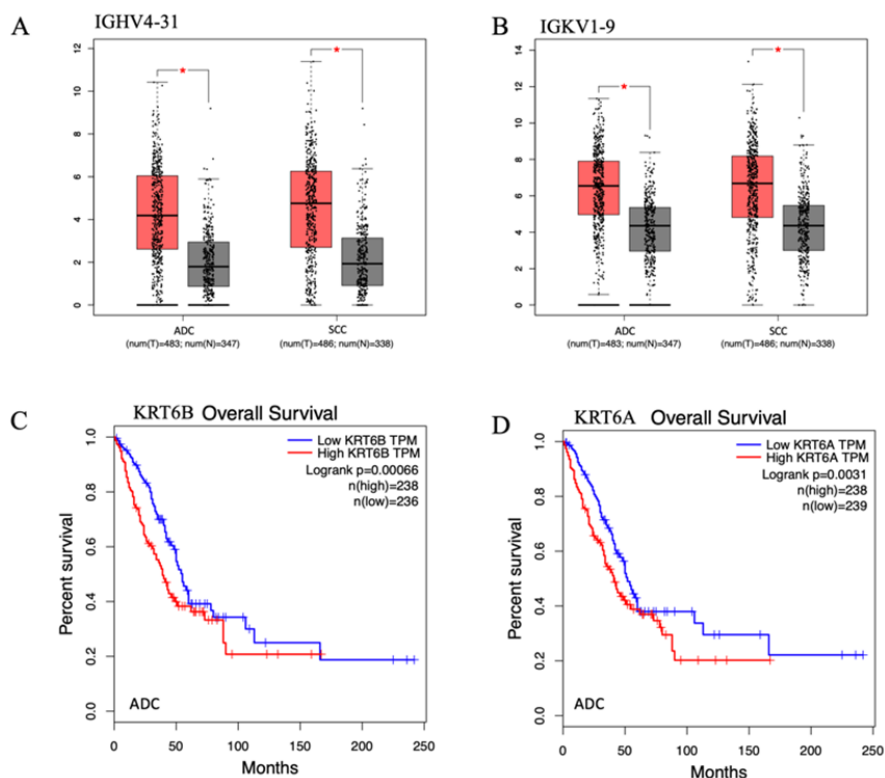 A
IGHV4-31
12
10
8
6
4
2
0
*
*
ADC
(num(T)=483; num(N)=347)
SCC
(num(T)=486; num(N)=338)
B
IGKV1-9
14
12
10
8
6
4
2
0
*
*
ADC
(num(T)=483; num(N)=347)
SCC
(num(T)=486; num(N)=338)
C
KRT6B Overall Survival
Low KRT6B TPM
High KRT6B TPM
Logrank p=0.00066
n(high)=238
n(low)=236
Percent survival
1.0
0.8
0.6
0.4
0.2
0.0
ADC
0 50 100 150 200 250
Months
D
KRT6A Overall Survival
Low KRT6A TPM
High KRT6A TPM
Logrank p=0.0031
n(high)=238
n(low)=239
Percent survival
1.0
0.8
0.6
0.4
0.2
0.0
ADC
0 50 100 150 200 250
Months